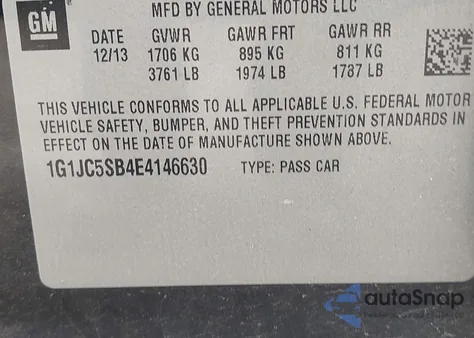 MFD BY GENERAL MOTORS LLC
GM
DATE GVWR GAWR FRT GAWR RR
12/13 1706 KG 895 KG 811 KG
3761 LB 1974 LB 1787 LB
THIS VEHICLE CONFORMS TO ALL APPLICABLE U.S. FEDERAL MOTOR
VEHICLE SAFETY, BUMPER, AND THEFT PREVENTION STANDARDS IN
EFFECT ON THE DATE OF MANUFACTURE SHOWN ABOVE.
1G1JC5SB4E4146630 TYPE: PASS CAR
autoSnap